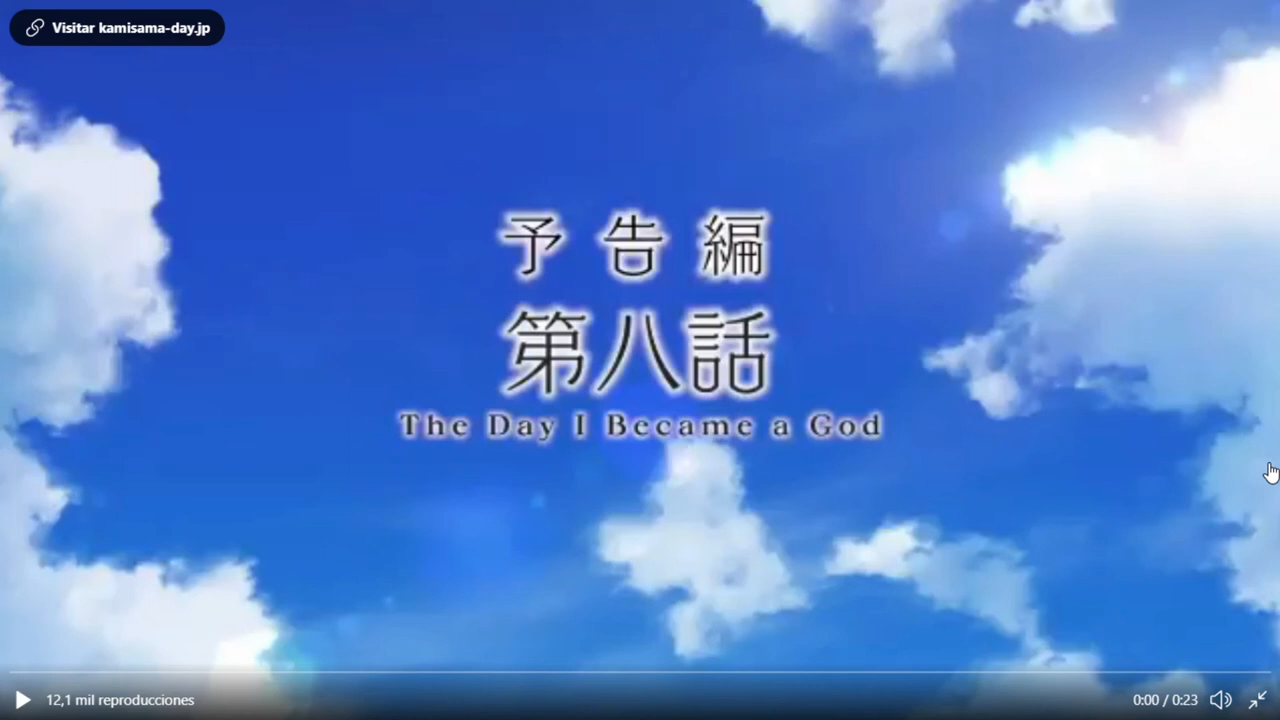 Visitar kamisama-day.jp
予告編
第八話
The Day I Became a God
12,1 mil reproducciones
0:00 / 0:23